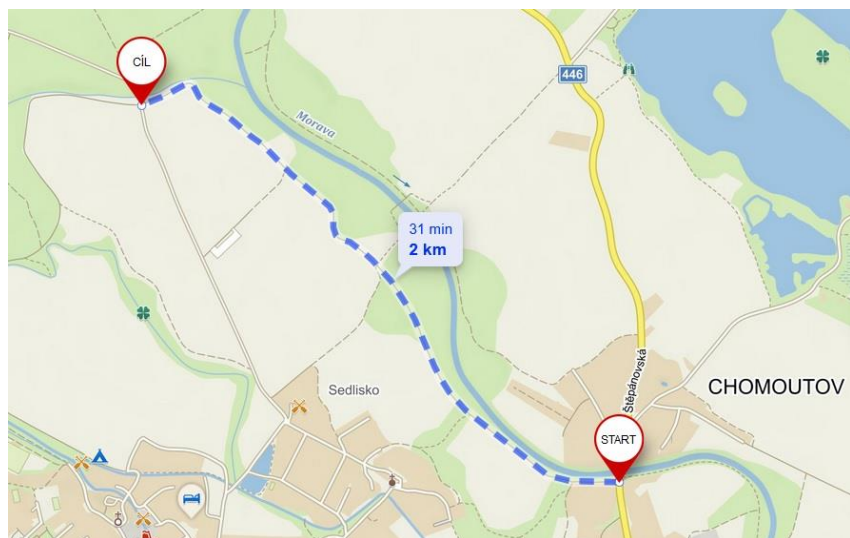 CÍL
446
Morava
31 min
2 km
Štěpánovská
Sedlisko
CHOMOUTOV
START